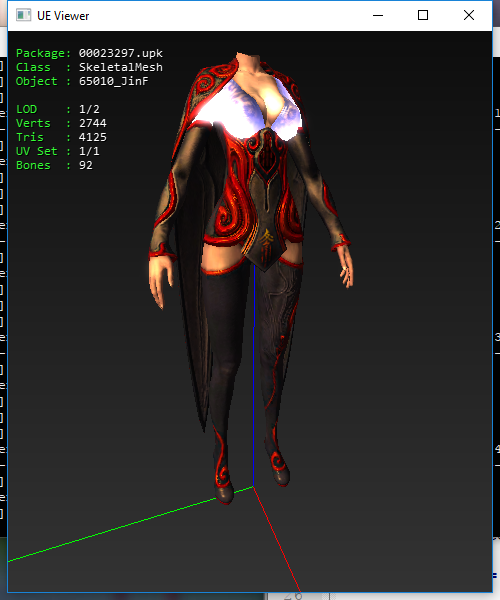 UE Viewer
Package: 00023297.upk
Class : SkeletalMesh
Object : 65010_JinF
LOD : 1/2
Verts : 2744
Tris : 4125
UV Set : 1/1
Bones : 92